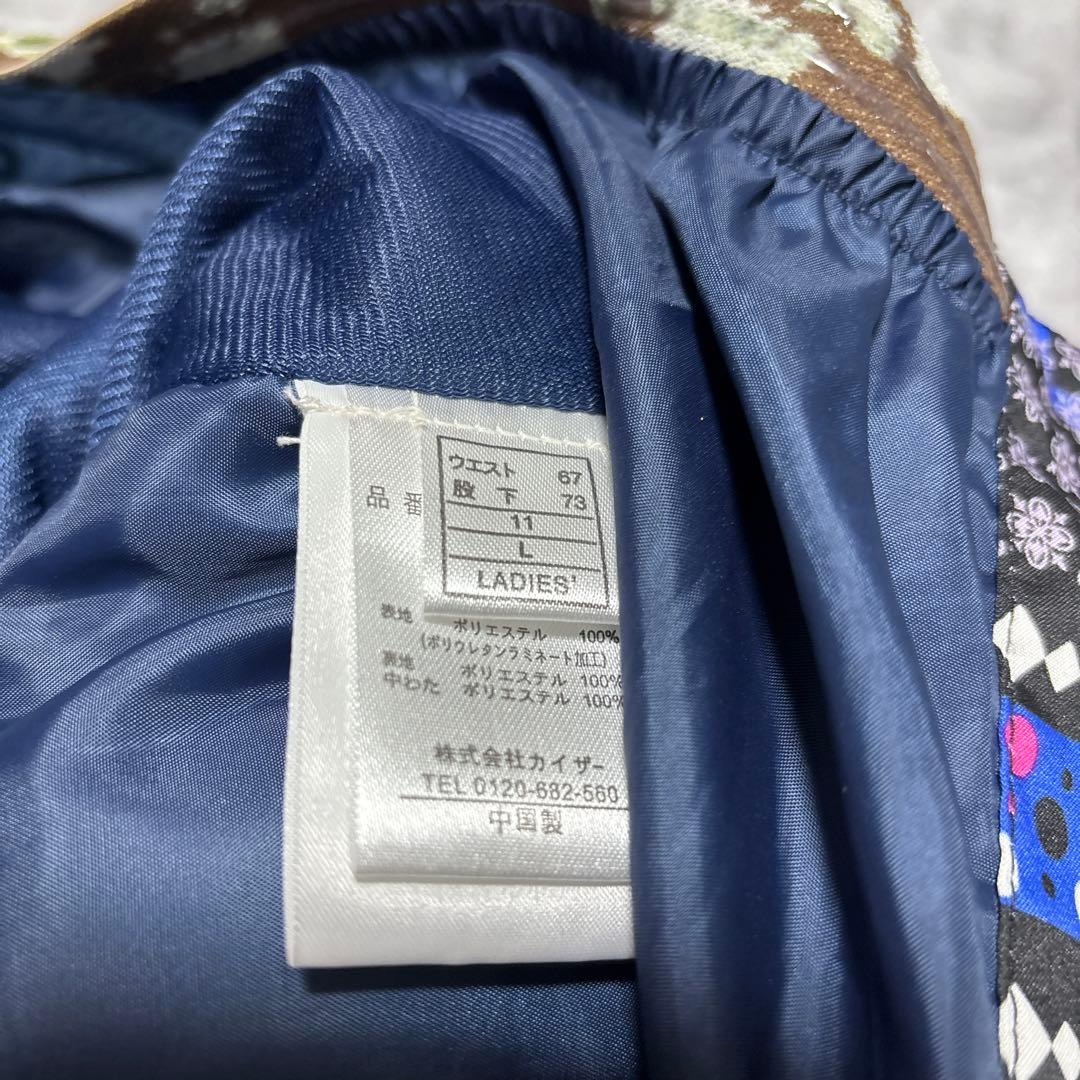 ウエスト 67
股下 73
11
L
LADIES'
品番
表地 ポリエステル 100%
(ポリウレタンラミネート加工)
裏地 ポリエステル 100%
中わた ポリエステル 100%
株式会社カイザー
TEL 0120-682-560
中国製